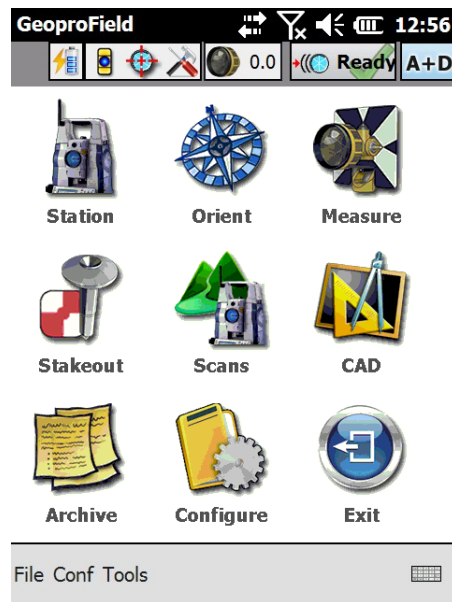 GeoproField 12:56
0.0 Ready A+D
Station Orient Measure
Stakeout Scans CAD
Archive Configure Exit
File Conf Tools